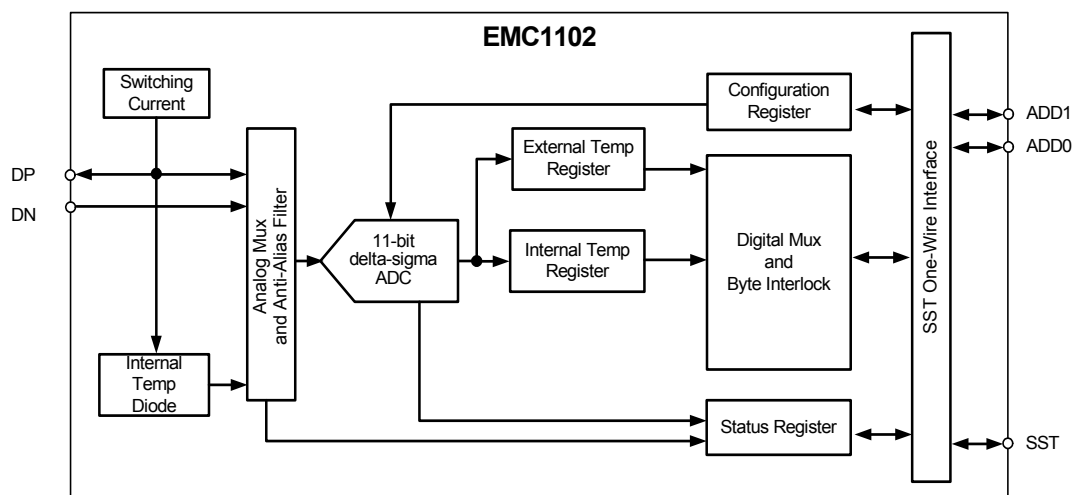 EMC1102
Switching
Current
Configuration
Register
ADD1
ADD0
External Temp
Register
DP
DN
Analog Mux
and Anti-Alias Filter
11-bit
delta-sigma
ADC
Internal Temp
Register
Digital Mux
and
Byte Interlock
SST One-Wire Interface
Internal
Temp
Diode
Status Register
SST